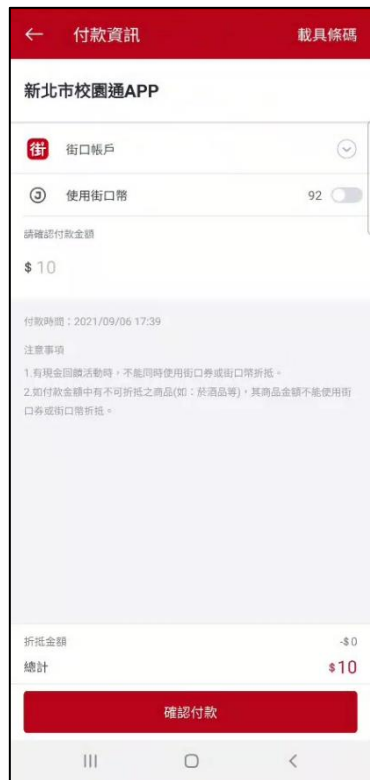 付款資訊 載具條碼
新北市校園通APP
街 街口帳戶
使用街口幣 92
請確認付款金額
$ 10
付款時間：2021/09/06 17:39
注意事項
1.有現金回饋活動時，不能同時使用街口券或街口幣折抵。
2.如付款金額中有不可折抵之商品(如：菸酒品等)，其商品金額不能使用街
口券或街口幣折抵。
折抵金額 -$0
總計 $10
確認付款